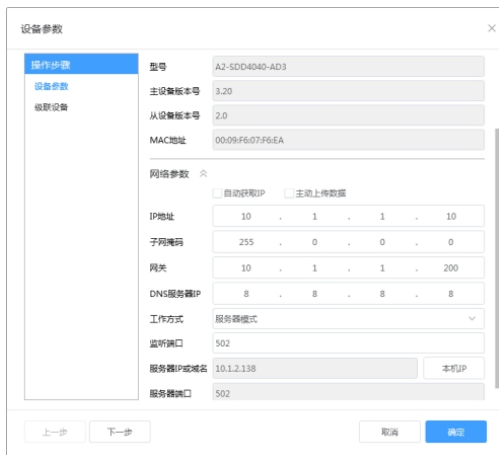 设备参数
操作步骤
设备参数
级联设备
型号 A2-SDD4040-AD3
主设备版本号 3.20
从设备版本号 2.0
MAC地址 00:09:F6:07:F6:EA
网络参数
自动获取IP 主动上传数据
IP地址 10 . 1 . 1 . 10
子网掩码 255 . 0 . 0 . 0
网关 10 . 1 . 1 . 200
DNS服务器IP 8 . 8 . 8 . 8
工作方式 服务器模式
监听端口 502
服务器IP或域名 10.1.2.138 本机IP
服务器端口 502
上一步 下一步 取消 确定